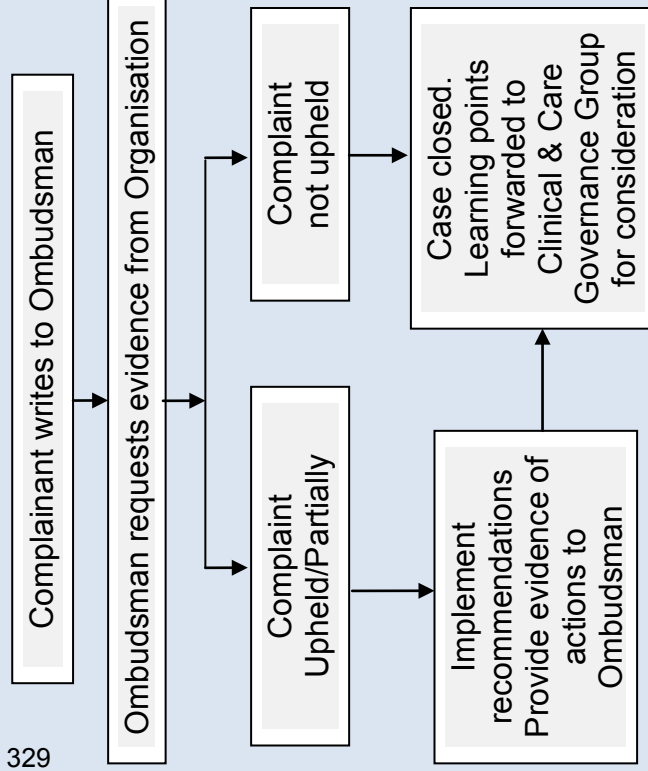 Complainant writes to Ombudsman
Ombudsman requests evidence from Organisation
Complaint
Upheld/Partially
Complaint
not upheld
Implement
recommendations
Provide evidence of
actions to
Ombudsman
Case closed.
Learning points
forwarded to
Clinical & Care
Governance Group
for consideration
329